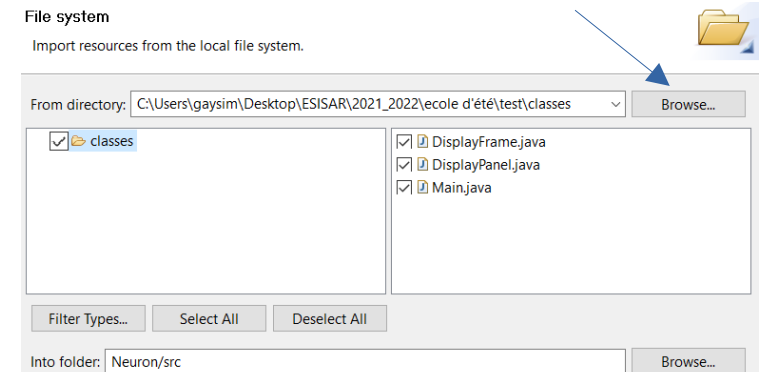 File system
Import resources from the local file system.
From directory: C:\Users\gaysim\Desktop\ESISAR\2021_2022\ecole d'été\test\classes Browse...
classes
DisplayFrame.java
DisplayPanel.java
Main.java
Filter Types... Select All Deselect All
Into folder: Neuron/src Browse...